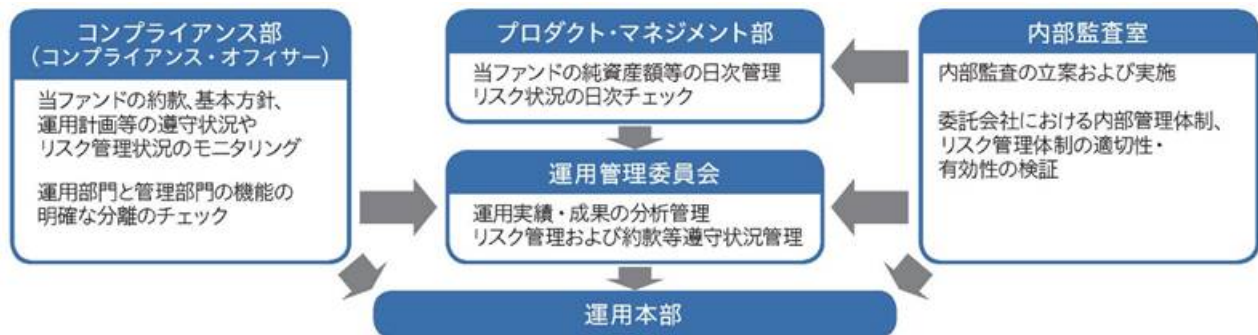 コンプライアンス部
(コンプライアンス・オフィサー)
当ファンドの約款、基本方針、
運用計画等の遵守状況や
リスク管理状況のモニタリング
運用部門と管理部門の機能の
明確な分離のチェック
プロダクト・マネジメント部
当ファンドの純資産額等の日次管理
リスク状況の日次チェック
運用管理委員会
運用実績・成果の分析管理
リスク管理および約款等遵守状況管理
内部監査室
内部監査の立案および実施
委託会社における内部管理体制、
リスク管理体制の適切性・
有効性の検証
運用本部